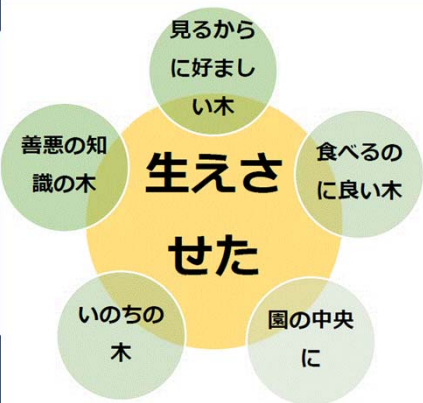 見るから
に好まし
い木
食べるの
に良い木
園の中央
に
いのちの
木
善悪の知
識の木
生えさ
せた